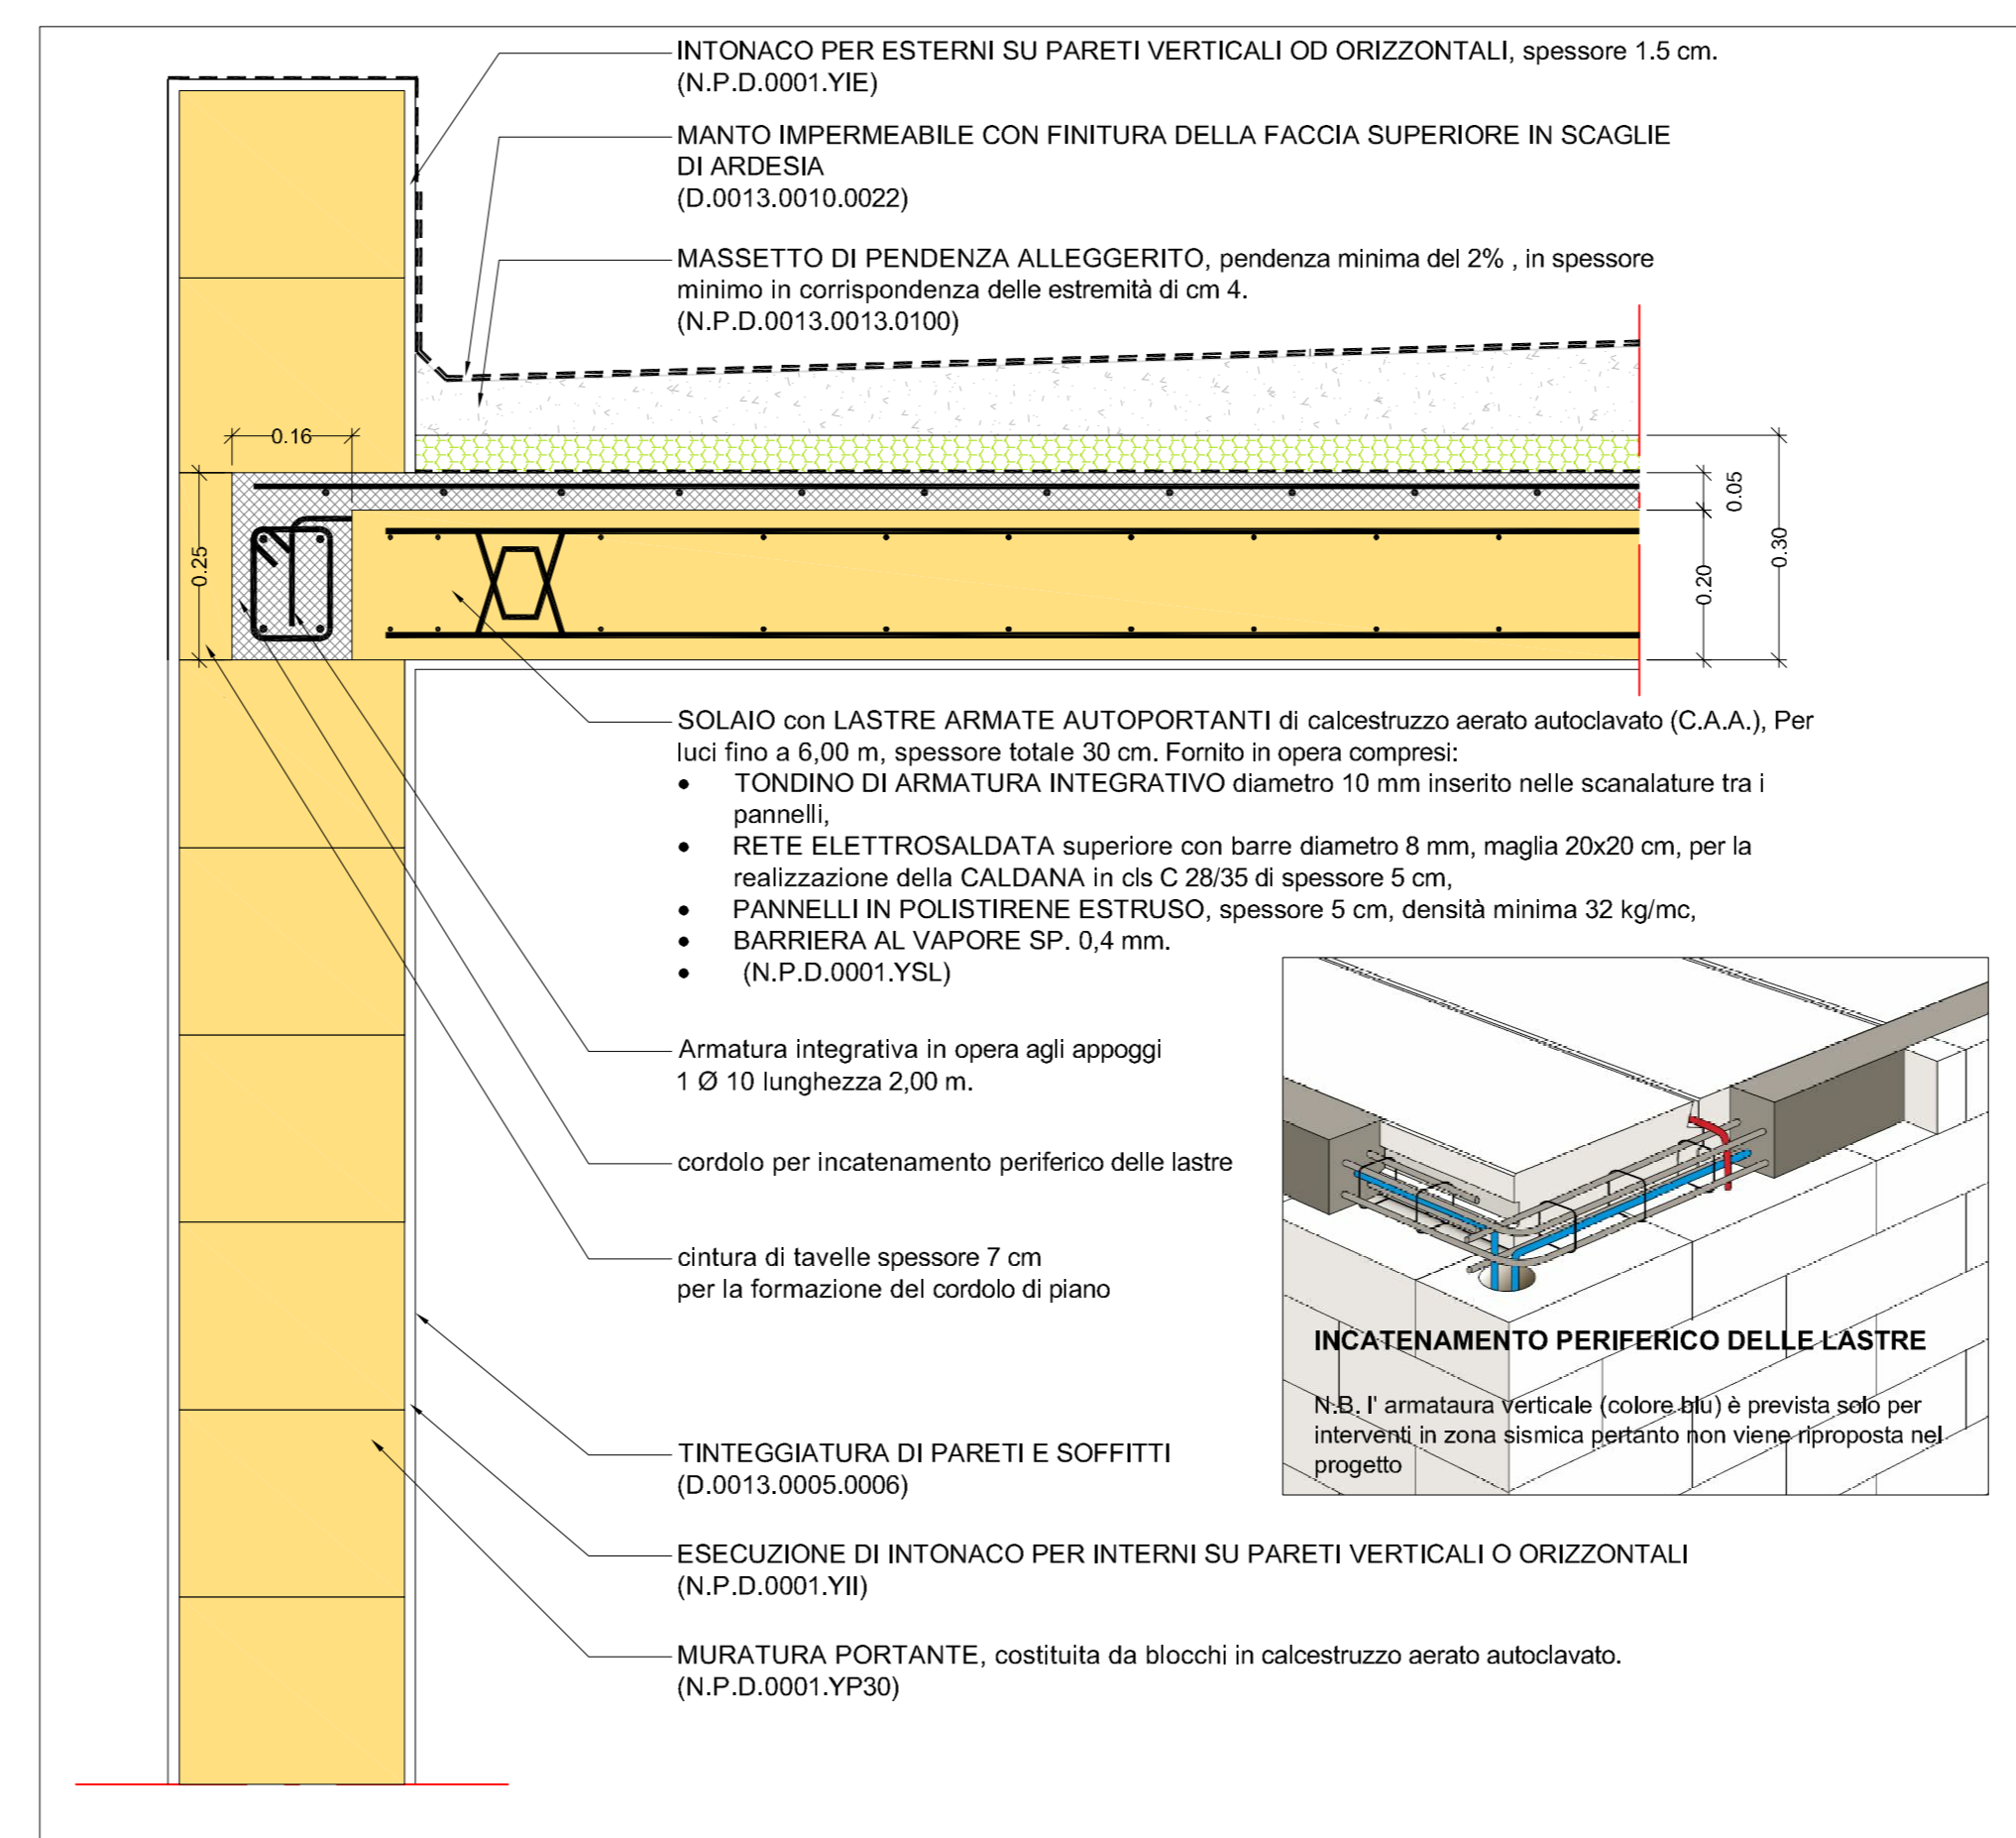 INTONACO PER ESTERNI SU PARETI VERTICALI OD ORIZZONTALI, spessore 1.5 cm.
(N.P.D.0001.YIE)
MANTO IMPERMEABILE CON FINITURA DELLA FACCIA SUPERIORE IN SCAGLIE
DI ARDESIA
(D.0013.0010.0022)
MASSETTO DI PENDENZA ALLEGGERITO, pendenza minima del 2% , in spessore
minimo in corrispondenza delle estremità di cm 4.
(N.P.D.0013.0013.0100)
0.16
0.25
0.05
0.20
0.30
SOLAIO con LASTRE ARMATE AUTOPORTANTI di calcestruzzo aerato autoclavato (C.A.A.), Per
luci fino a 6,00 m, spessore totale 30 cm. Fornito in opera compresi:
• TONDINO DI ARMATURA INTEGRATIVO diametro 10 mm inserito nelle scanalature tra i
pannelli,
• RETE ELETTROSALDATA superiore con barre diametro 8 mm, maglia 20x20 cm, per la
realizzazione della CALDANA in cls C 28/35 di spessore 5 cm,
• PANNELLI IN POLISTIRENE ESTRUSO, spessore 5 cm, densità minima 32 kg/mc,
• BARRIERA AL VAPORE SP. 0,4 mm.
• (N.P.D.0001.YSL)
Armatura integrativa in opera agli appoggi
1 Ø 10 lunghezza 2,00 m.
cordolo per incatenamento periferico delle lastre
cintura di tavelle spessore 7 cm
per la formazione del cordolo di piano
INCATENAMENTO PERIFERICO DELLE LASTRE
N.B. l' armataura verticale (colore blu) è prevista solo per
interventi in zona sismica pertanto non viene riproposta nel
progetto
TINTEGGIATURA DI PARETI E SOFFITTI
(D.0013.0005.0006)
ESECUZIONE DI INTONACO PER INTERNI SU PARETI VERTICALI O ORIZZONTALI
(N.P.D.0001.YII)
MURATURA PORTANTE, costituita da blocchi in calcestruzzo aerato autoclavato.
(N.P.D.0001.YP30)